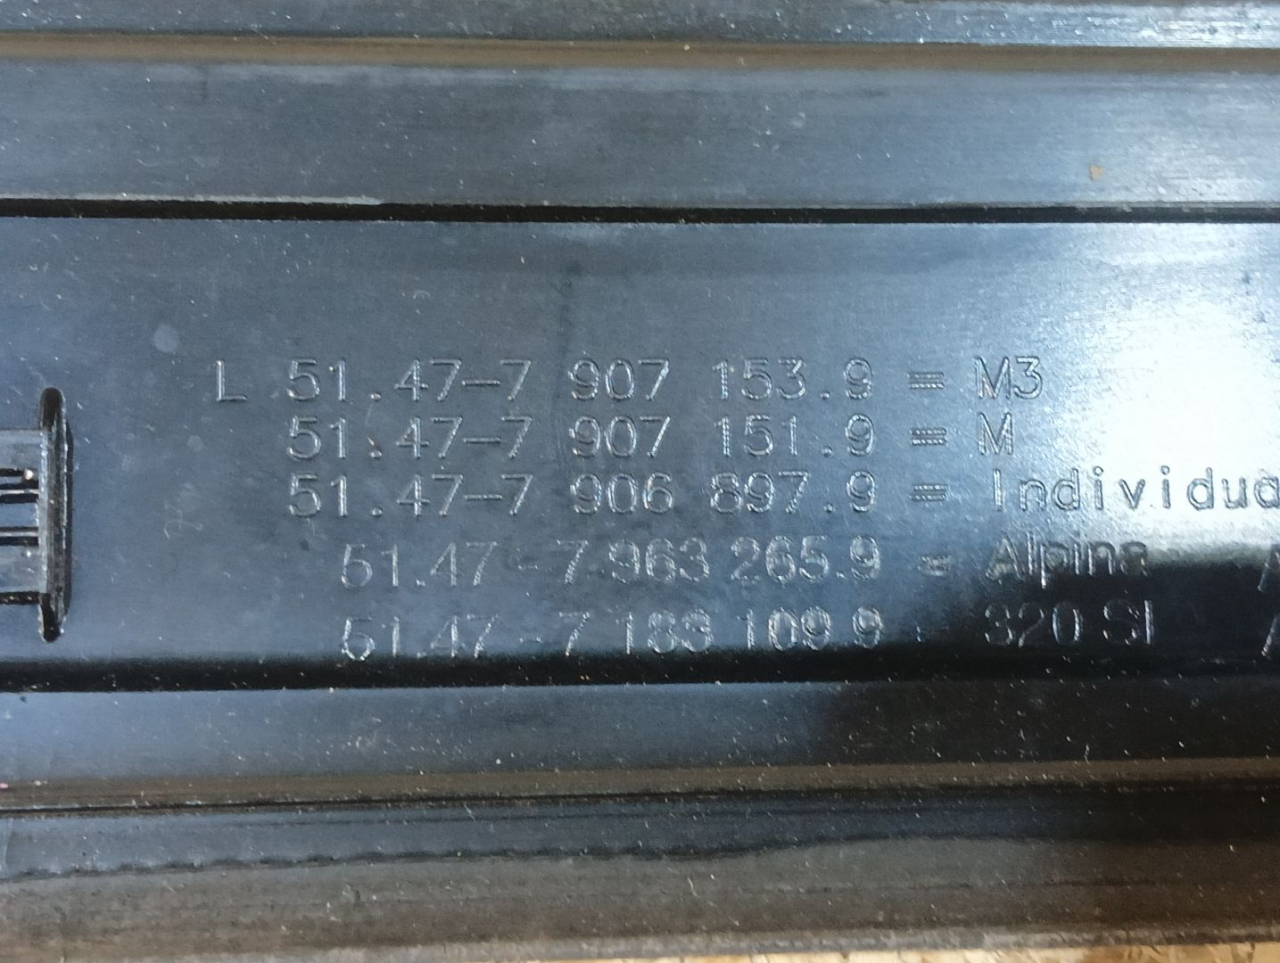 L 51.47-7 907 153.9 = M3
51.47-7 907 151.9 = M
51.47-7 906 897.9 = Individua
51.47-7 963 265.9 = Alpina
51.47-7 183 109.9 = 320 SI